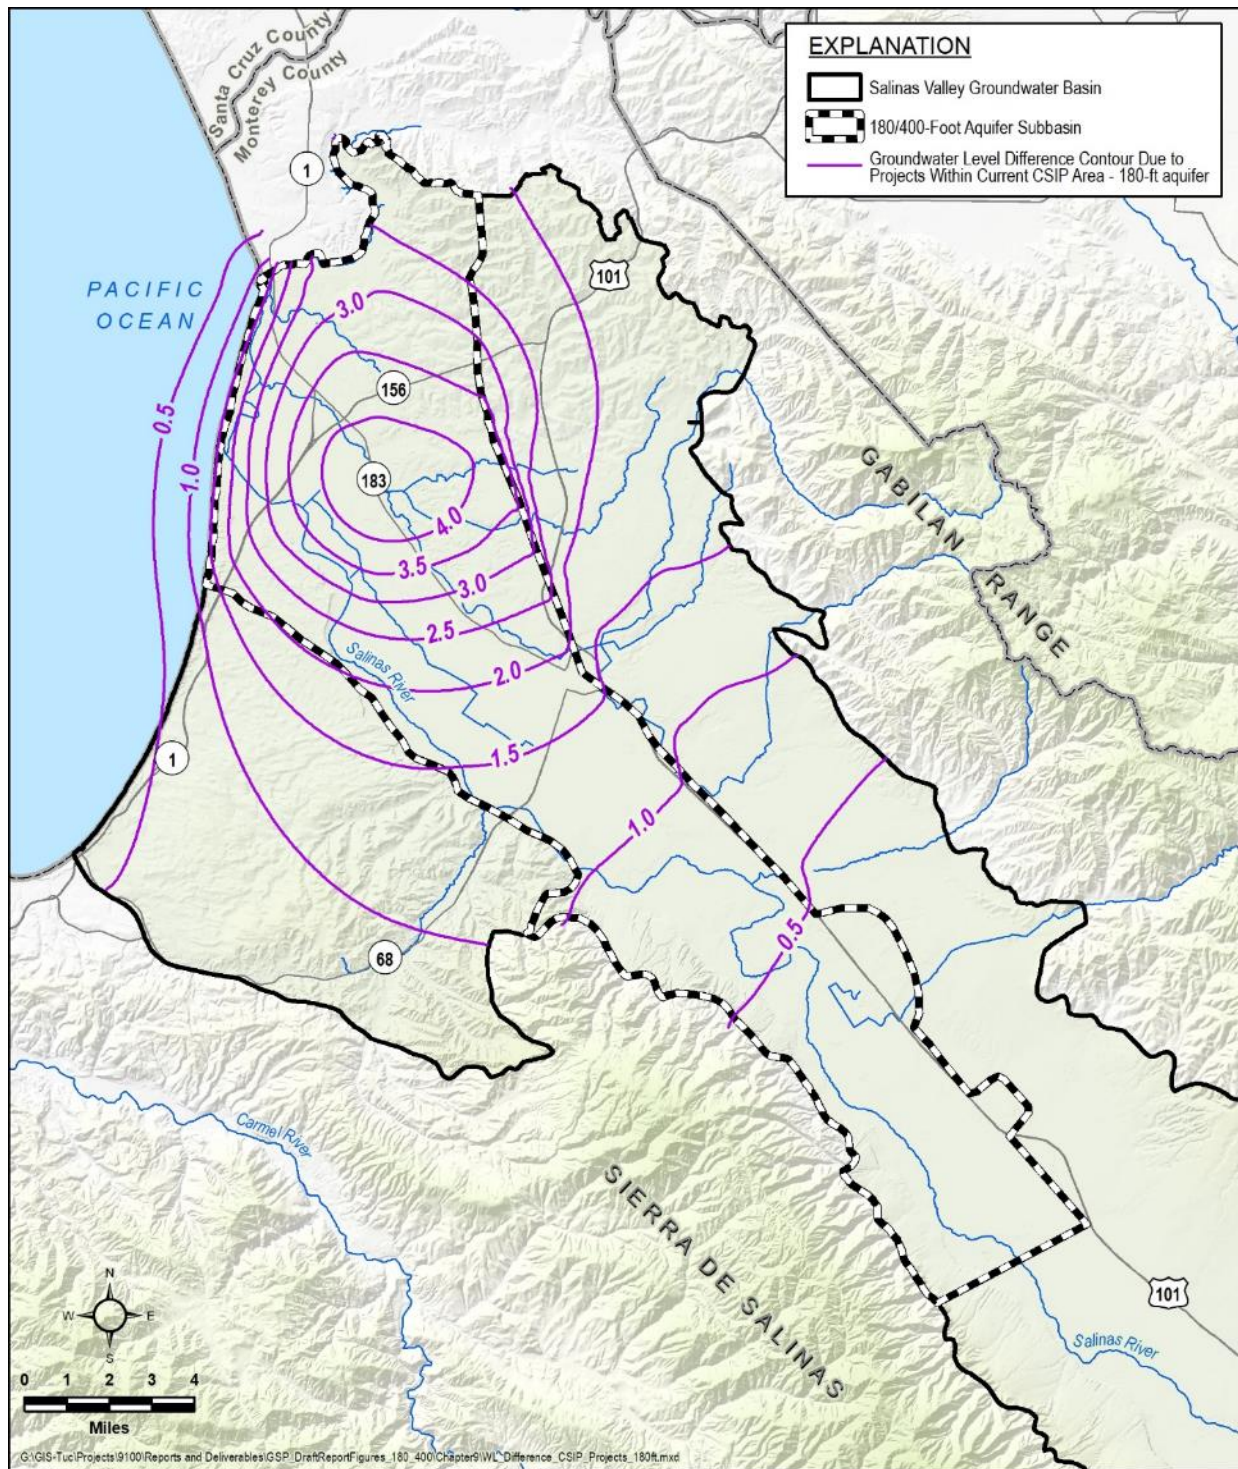 EXPLANATION
Salinas Valley Groundwater Basin
180/400-Foot Aquifer Subbasin
Groundwater Level Difference Contour Due to
Projects Within Current CSIP Area - 180-ft aquifer
Santa Cruz County
Monterey County
1
101
PACIFIC
OCEAN
3.0
156
0.5
1.0
183
4.0
3.5
3.0
2.5
2.0
1.5
1.0
0.5
GABILAN
RANGE
Salinas River
1
68
Carmel River
SIERRA DE SALINAS
101
Salinas River
N
W
E
S
0 1 2 3 4
Miles
G:\GIS-Tuc\Projects\9100\Reports and Deliverables\GSP_DraftReportFigures_180_400\Chapter9\WL_Difference_CSIP_Projects_180ft.mxd